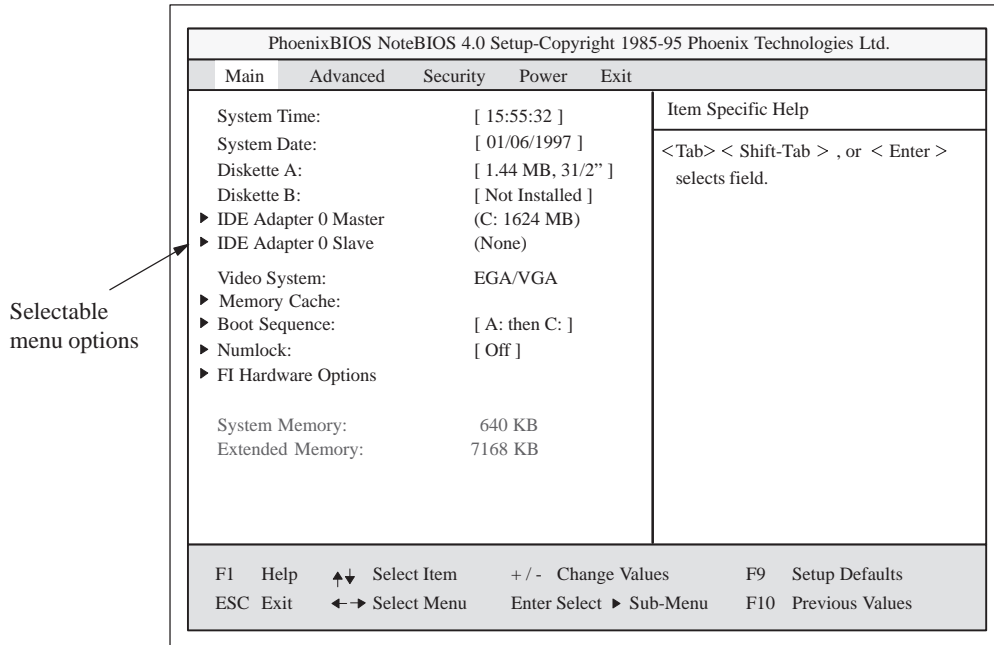 PhoenixBIOS NoteBIOS 4.0 Setup-Copyright 1985-95 Phoenix Technologies Ltd.
Main Advanced Security Power Exit
System Time: [ 15:55:32 ]
System Date: [ 01/06/1997 ]
Diskette A: [ 1.44 MB, 31/2” ]
Diskette B: [ Not Installed ]
▶ IDE Adapter 0 Master (C: 1624 MB)
▶ IDE Adapter 0 Slave (None)
Video System: EGA/VGA
▶ Memory Cache:
▶ Boot Sequence: [ A: then C: ]
▶ Numlock: [ Off ]
▶ FI Hardware Options
System Memory: 640 KB
Extended Memory: 7168 KB
Item Specific Help
<Tab> < Shift-Tab > , or < Enter >
selects field.
Selectable
menu options
F1 Help ▲▼ Select Item + / - Change Values F9 Setup Defaults
ESC Exit ◄► Select Menu Enter Select ▶ Sub-Menu F10 Previous Values